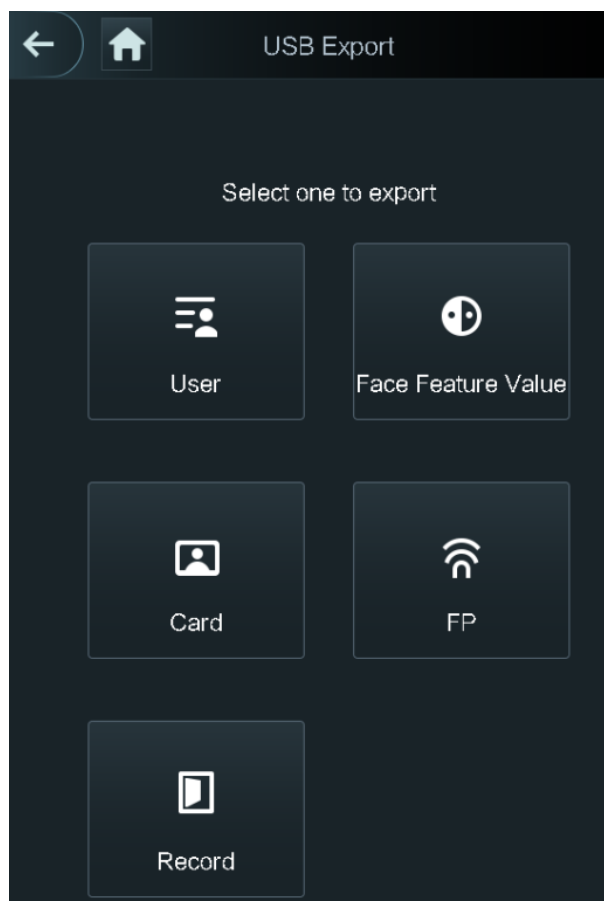 USB Export
Select one to export
User
Face Feature Value
Card
FP
Record